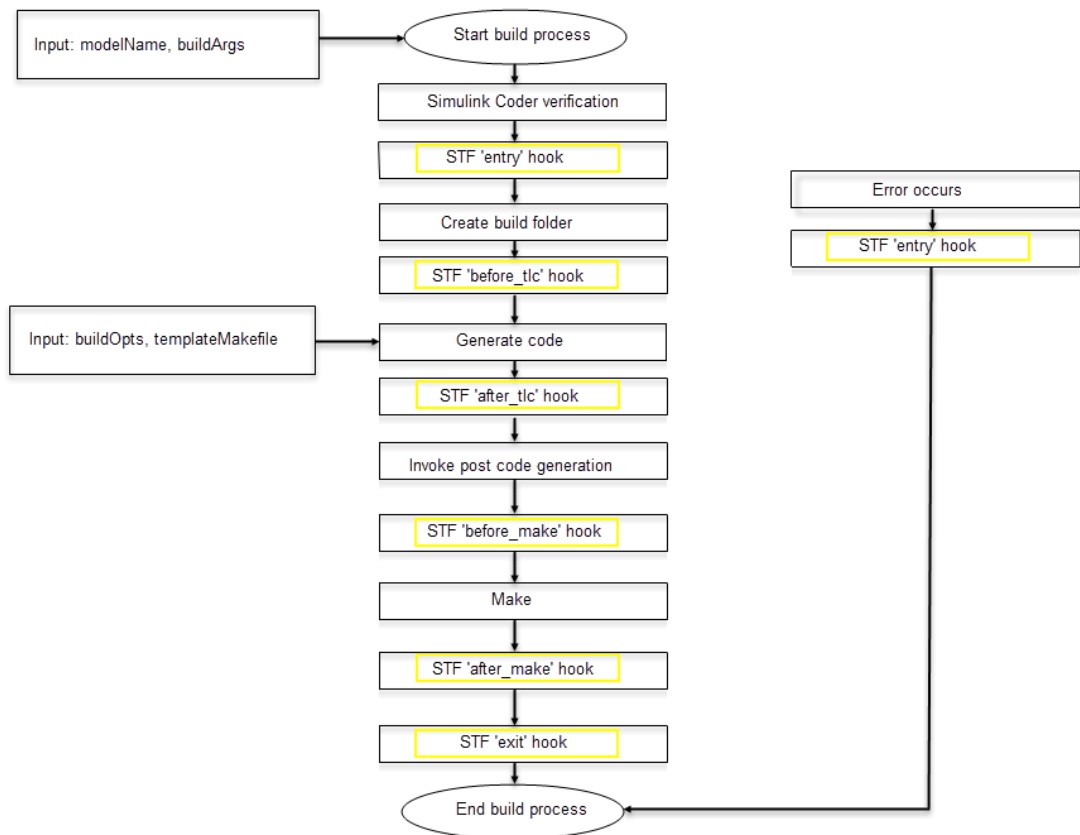 Input: modelName, buildArgs
Start build process
Simulink Coder verification
STF 'entry' hook
Create build folder
STF 'before_tlc' hook
Input: buildOpts, templateMakefile
Generate code
STF 'after_tlc' hook
Invoke post code generation
STF 'before_make' hook
Make
STF 'after_make' hook
STF 'exit' hook
End build process
Error occurs
STF 'entry' hook